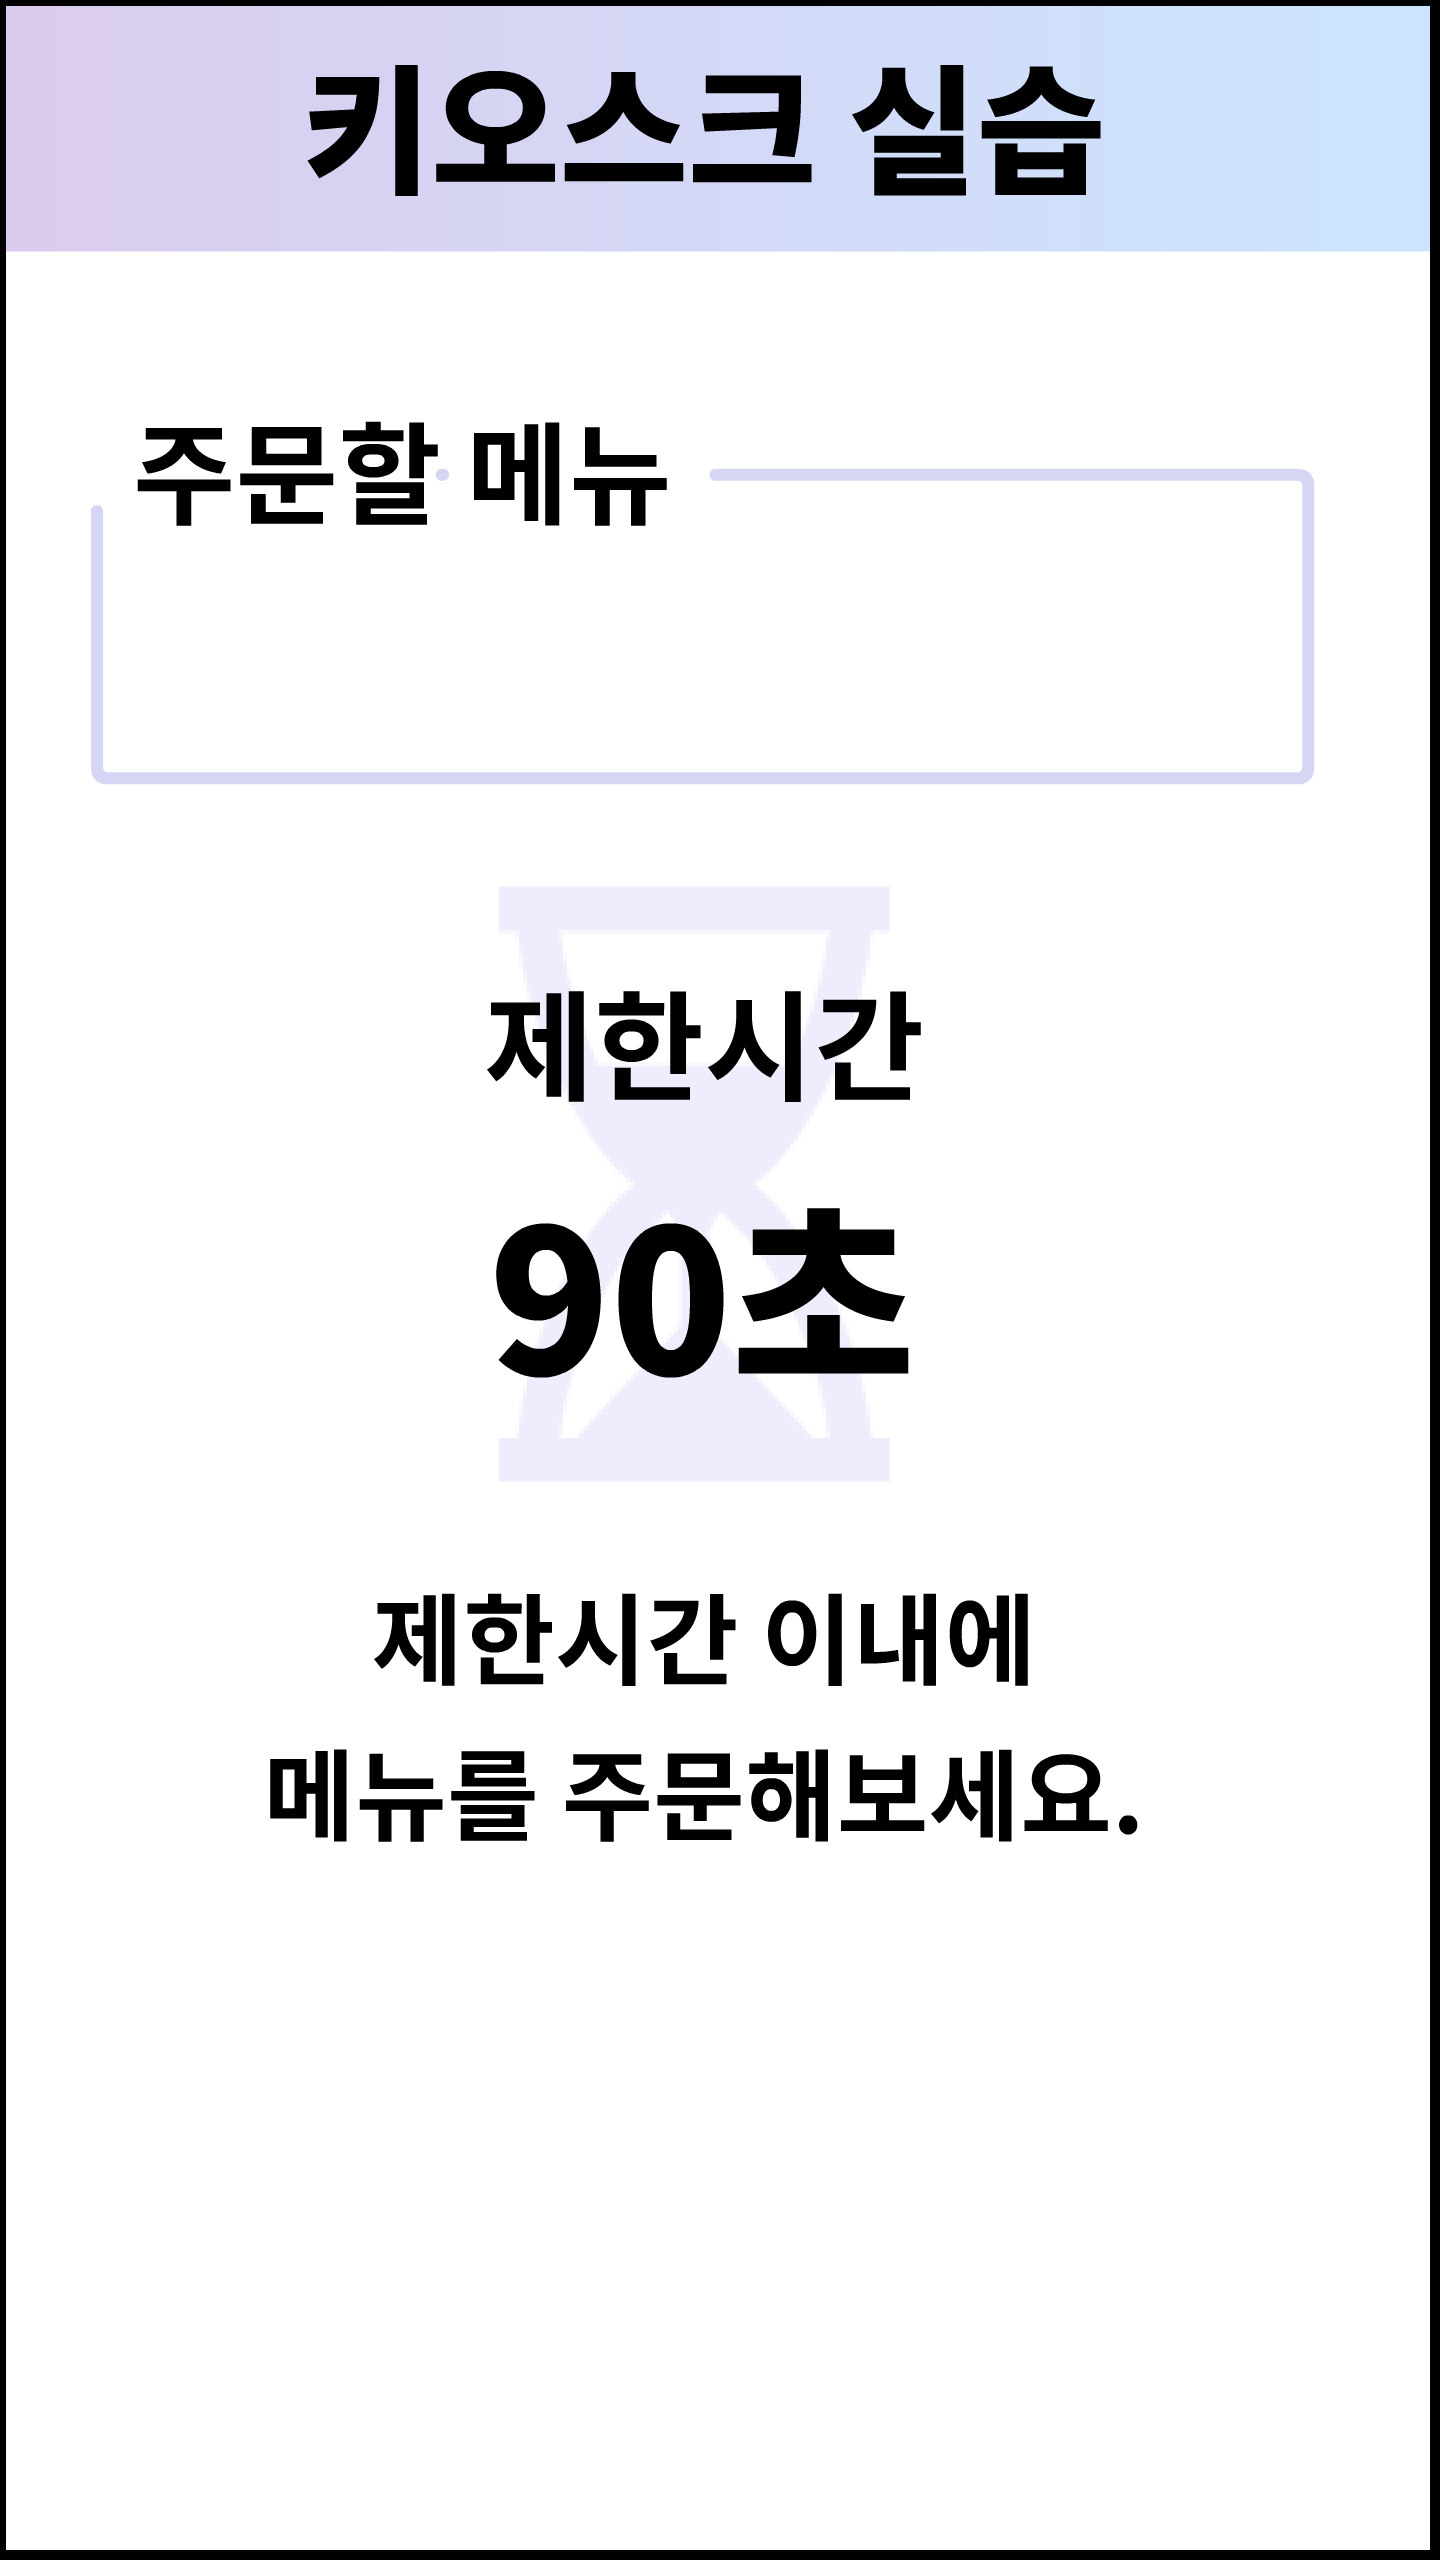 키오스크 실습
주문할 메뉴
제한시간
90초
제한시간 이내에
메뉴를 주문해보세요.